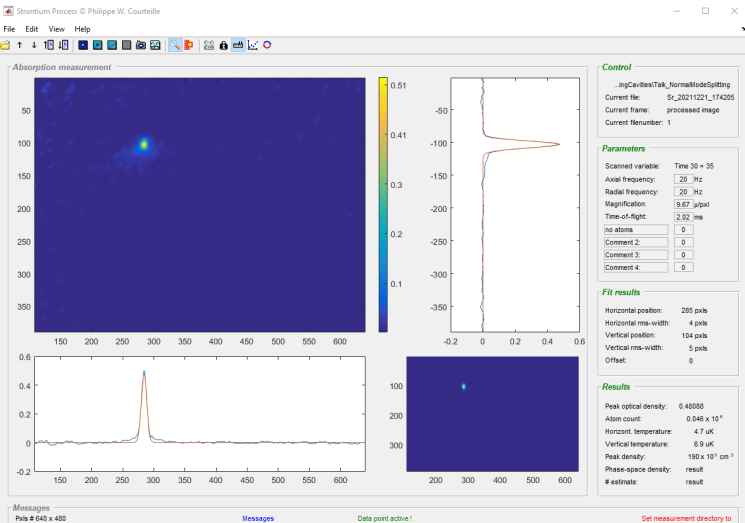 Strontium Process © Philippe W. Courteille
File Edit View Help
Absorption measurement
50
100
150
200
250
300
350
150 200 250 300 350 400 450 500 550 600
0.51
0.41
0.3
0.2
0.1
-50
-100
-150
-200
-250
-300
-350
-0.2 0 0.2 0.4 0.6
0.6
0.4
0.2
0
-0.2
150 200 250 300 350 400 450 500 550 600
100
200
300
200 300 400 500 600
Control
...ingCavities\Talk_NormalModeSplitting
Current file: Sr_20211221_174205
Current frame: processed image
Current filenumber: 1
Parameters
Scanned variable: Time 30 = 35
Axial frequency: 20 Hz
Radial frequency: 20 Hz
Magnification: 9.67 µ/pxl
Time-of-flight: 2.02 ms
no atoms 0
Comment 2: 0
Comment 3: 0
Comment 4: 0
Fit results
Horizontal position: 285 pxls
Horizontal rms-width: 4 pxls
Vertical position: 104 pxls
Vertical rms-width: 5 pxls
Offset: 0
Results
Peak optical density: 0.46088
Atom count: 0.046 x 10⁶
Horizont. temperature: 4.7 uK
Vertical temperature: 6.9 uK
Peak density: 190 x 10⁹ cm⁻³
Phase-space density: result
# estimate: result
Messages
Pxls # 640 x 480 Messages Data point active ! Set measurement directory to